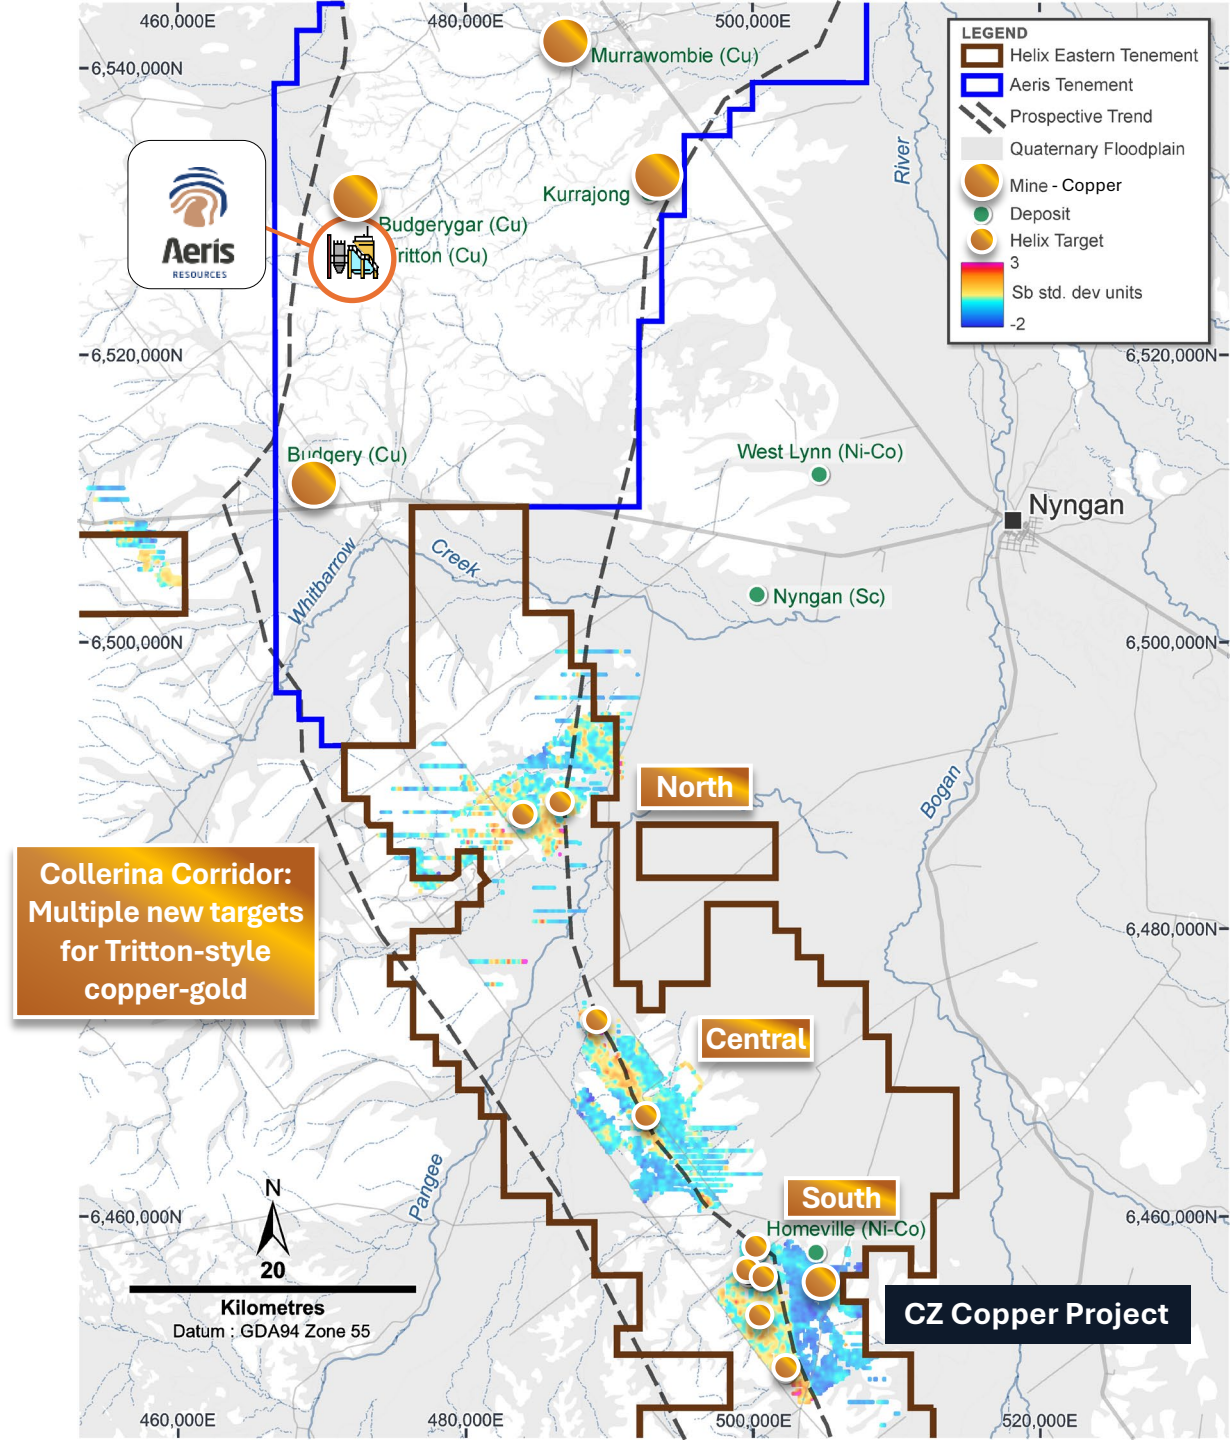 460,000E
480,000E
500,000E
6,540,000N
Murrawombie (Cu)
LEGEND
Helix Eastern Tenement
Aeris Tenement
Prospective Trend
Quaternary Floodplain
Mine - Copper
Deposit
Helix Target
3
Sb std. dev units
-2
River
Aeris
RESOURCES
Kurrajong
Budgerygar (Cu)
Tritton (Cu)
6,520,000N
6,520,000N
Budgery (Cu)
West Lynn (Ni-Co)
Nyngan
Whitbarrow
Creek
Nyngan (Sc)
6,500,000N
6,500,000N
North
Bogan
Collerina Corridor:
Multiple new targets
for Tritton-style
copper-gold
6,480,000N
Central
Pangee
N
20
Kilometres
Datum : GDA94 Zone 55
6,460,000N
South
Homeville (Ni-Co)
6,460,000N
CZ Copper Project
460,000E
480,000E
500,000E
520,000E